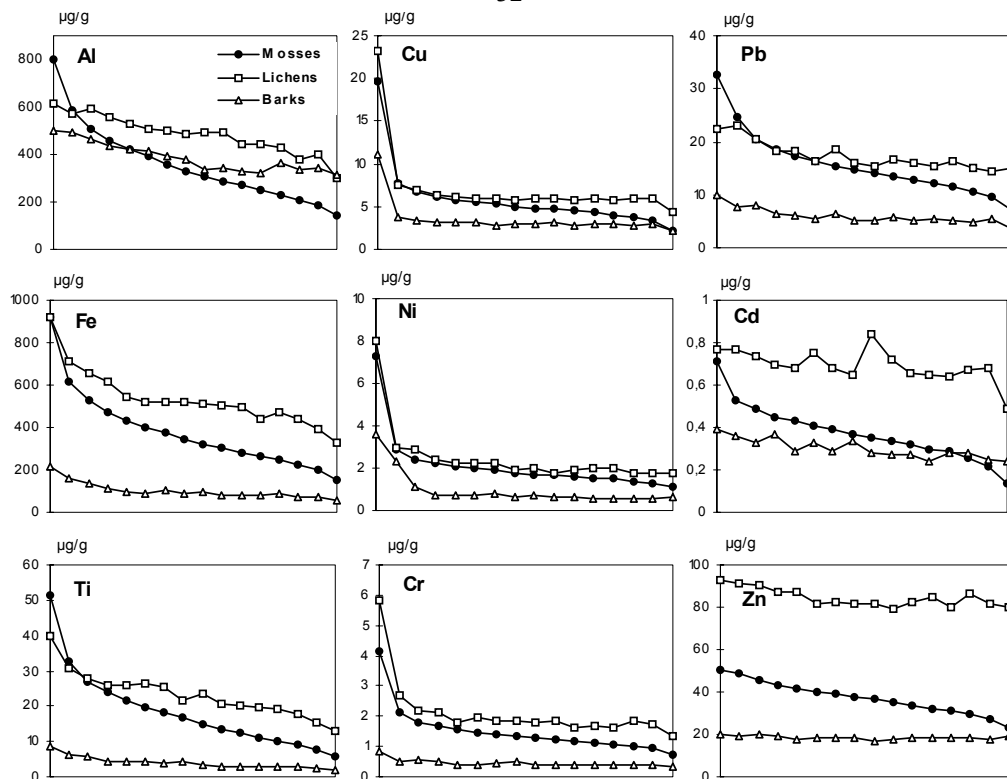 µg/g
800
600
400
200
0
Al
Mosses
Lichens
Barks
µg/g
25
20
15
10
5
0
Cu
µg/g
40
30
20
10
0
Pb
µg/g
1000
800
600
400
200
0
Fe
10
8
6
4
2
0
Ni
µg/g
µg/g
1
0,8
0,6
0,4
0,2
0
Cd
µg/g
60
50
40
30
20
10
0
Ti
µg/g
7
6
5
4
3
2
1
0
Cr
µg/g
100
80
60
40
20
0
Zn